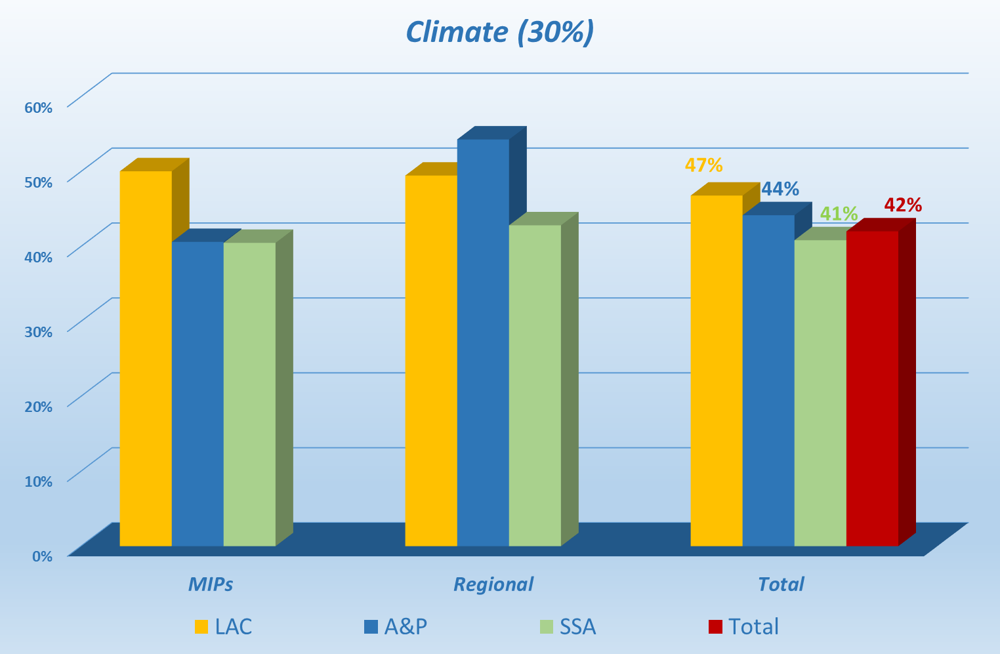 Climate (30%)
60%
50%
40%
30%
20%
10%
0%
47%
44%
41%
42%
MIPs
Regional
Total
LAC
A&P
SSA
Total